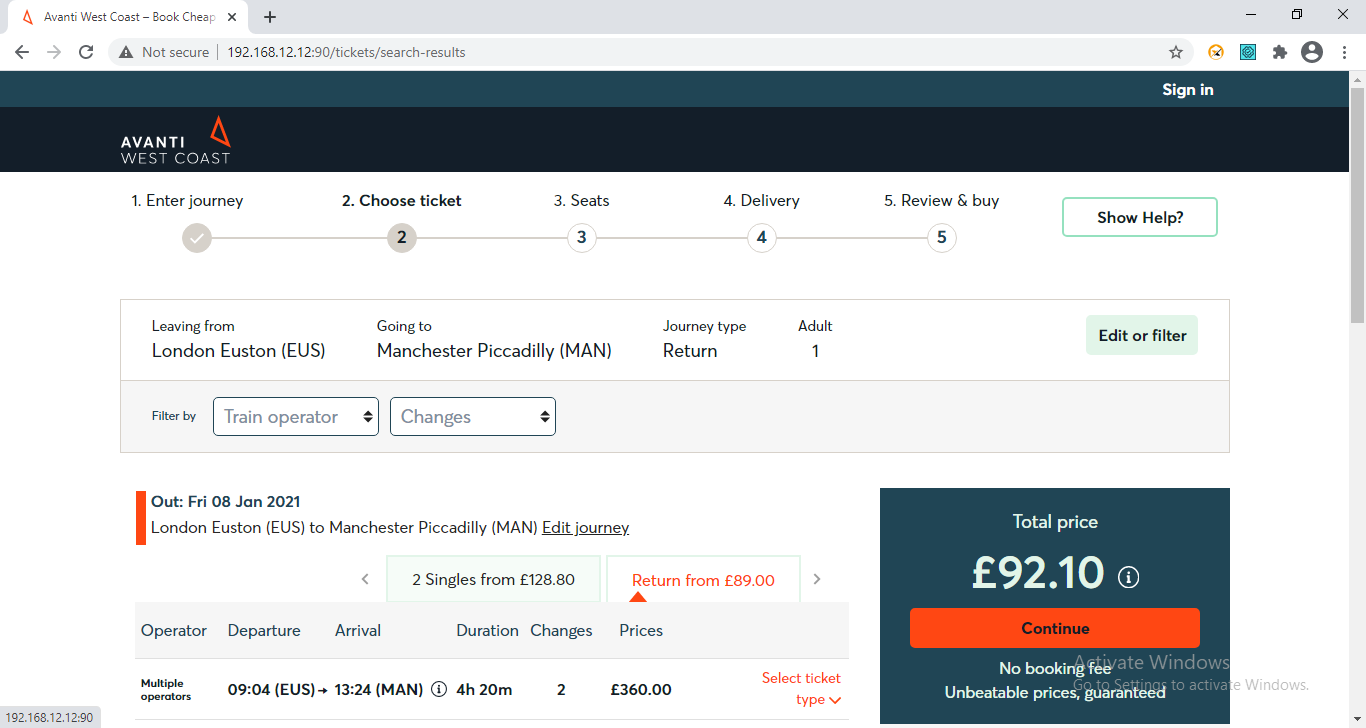 Avanti West Coast – Book Cheap
Not secure
192.168.12.12:90/tickets/search-results
Sign in
AVANTI
WEST COAST
1. Enter journey
2. Choose ticket
3. Seats
4. Delivery
5. Review & buy
2
3
4
5
Show Help?
Leaving from
London Euston (EUS)
Going to
Manchester Piccadilly (MAN)
Journey type
Return
Adult
1
Edit or filter
Filter by
Train operator
Changes
Out: Fri 08 Jan 2021
London Euston (EUS) to Manchester Piccadilly (MAN) Edit journey
2 Singles from £128.80
Return from £89.00
Operator Departure Arrival Duration Changes Prices
Multiple
operators
09:04 (EUS) → 13:24 (MAN) 4h 20m 2 £360.00
Select ticket
type
Total price
£92.10
Continue
No booking fee
Unbeatable prices, guaranteed
Activate Windows
Go to Settings to activate Windows.
192.168.12.12:90